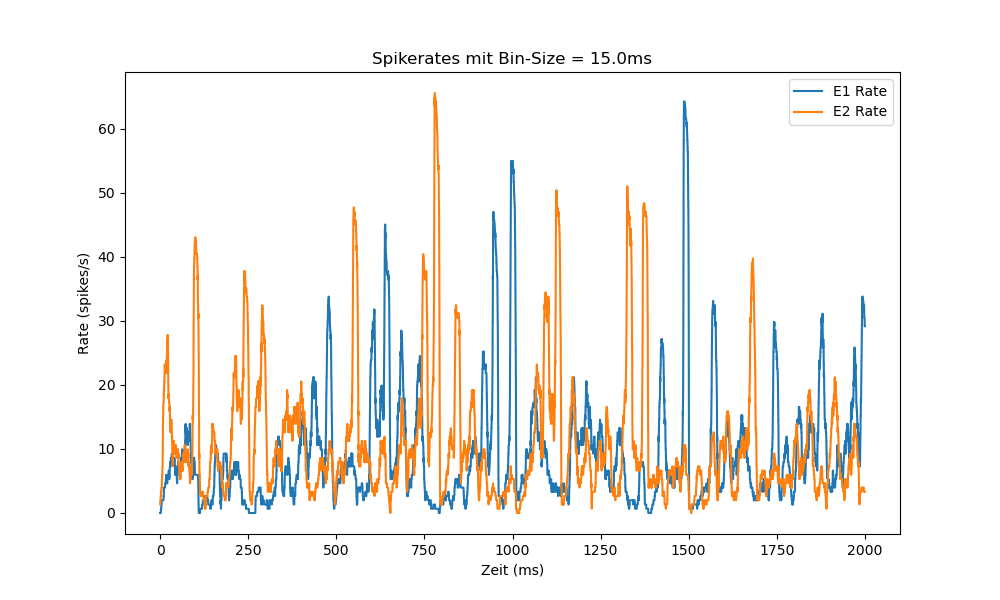 Spikerates mit Bin-Size = 15.0ms
E1 Rate
E2 Rate
Rate (spikes/s)
60
50
40
30
20
10
0
0 250 500 750 1000 1250 1500 1750 2000
Zeit (ms)